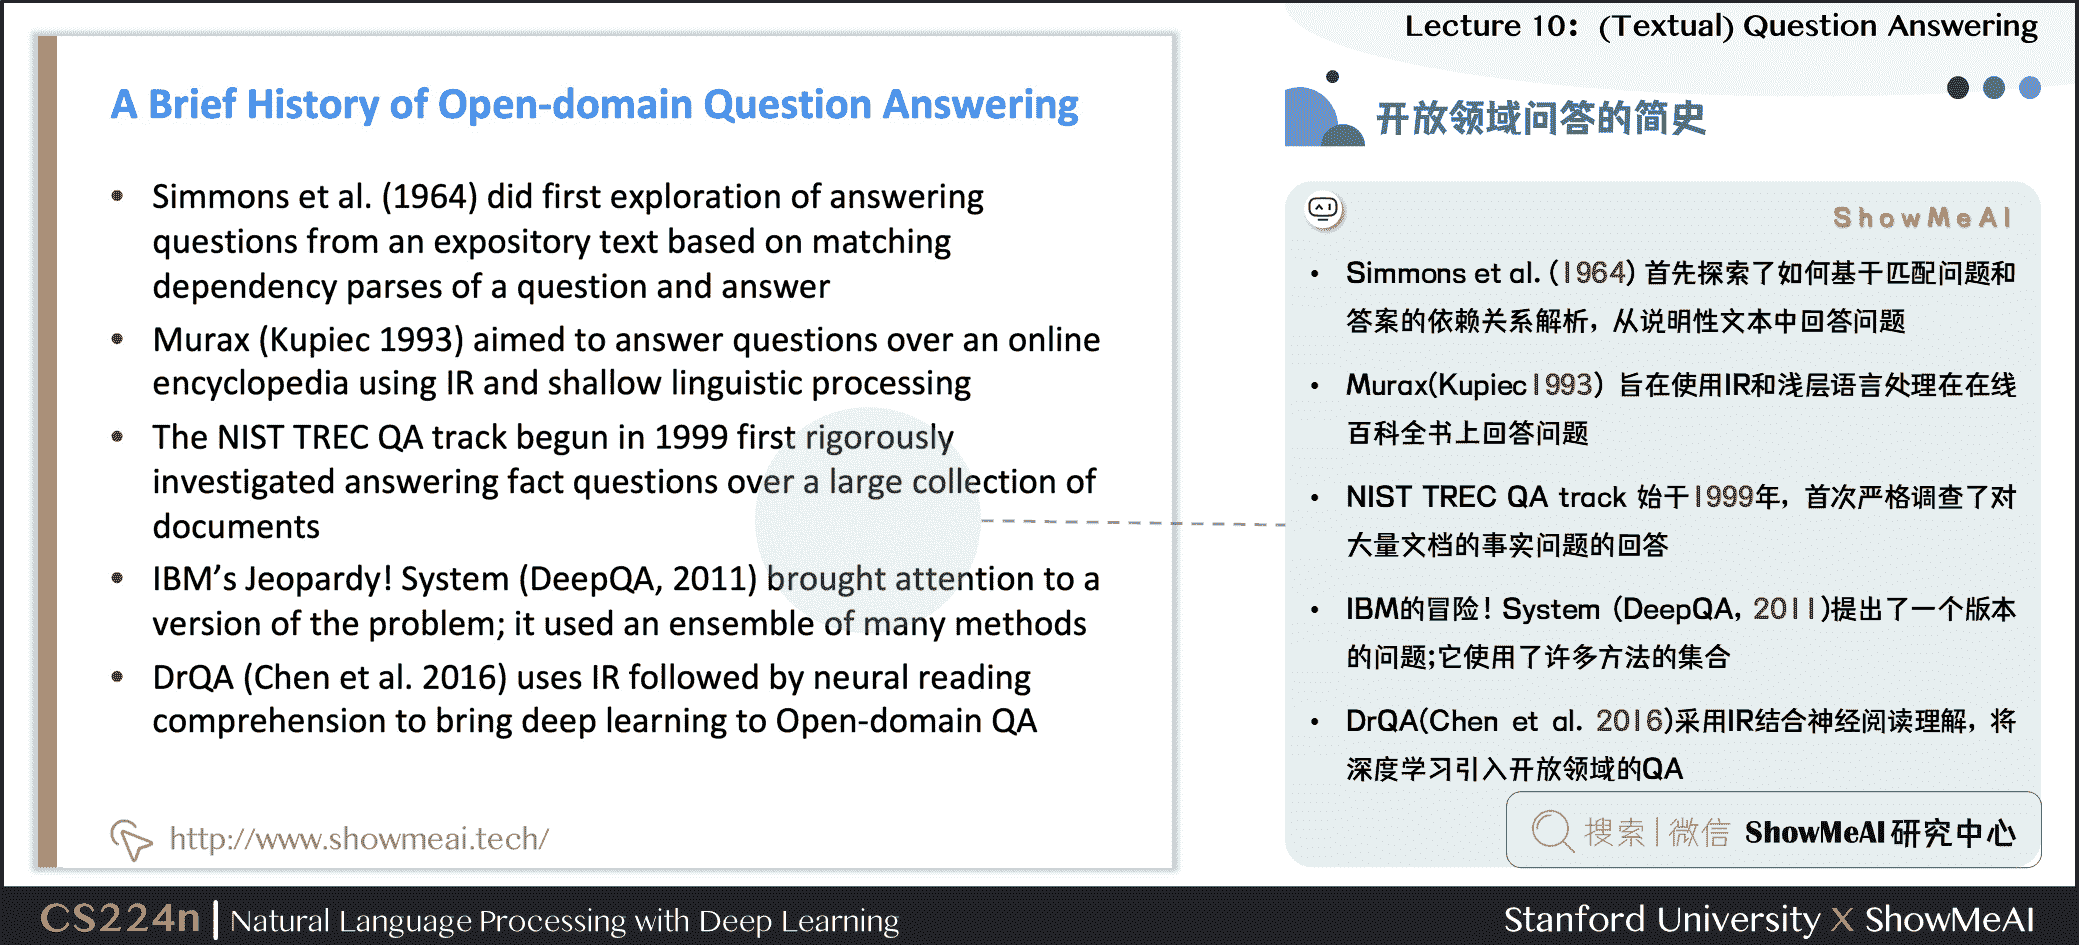 Lecture 10: (Textual) Question Answering
A Brief History of Open-domain Question Answering
• Simmons et al. (1964) did first exploration of answering
questions from an expository text based on matching
dependency parses of a question and answer
• Murax (Kupiec 1993) aimed to answer questions over an online
encyclopedia using IR and shallow linguistic processing
• The NIST TREC QA track begun in 1999 first rigorously
investigated answering fact questions over a large collection of
documents
• IBM’s Jeopardy! System (DeepQA, 2011) brought attention to a
version of the problem; it used an ensemble of many methods
• DrQA (Chen et al. 2016) uses IR followed by neural reading
comprehension to bring deep learning to Open-domain QA
http://www.showmeai.tech/
开放领域问答的简史
ShowMeAI
• Simmons et al. (1964) 首先探索了如何基于匹配问题和
答案的依赖关系解析，从说明性文本中回答问题
• Murax(Kupiec1993) 旨在使用IR和浅层语言处理在在线
百科全书上回答问题
• NIST TREC QA track 始于1999年，首次严格调查了对
大量文档的事实问题的回答
• IBM的冒险！System (DeepQA, 2011)提出了一个版本
的问题;它使用了许多方法的集合
• DrQA(Chen et al. 2016)采用IR结合神经阅读理解，将
深度学习引入开放领域的QA
搜索|微信 ShowMeAI 研究中心
CS224n | Natural Language Processing with Deep Learning
Stanford University X ShowMeAI